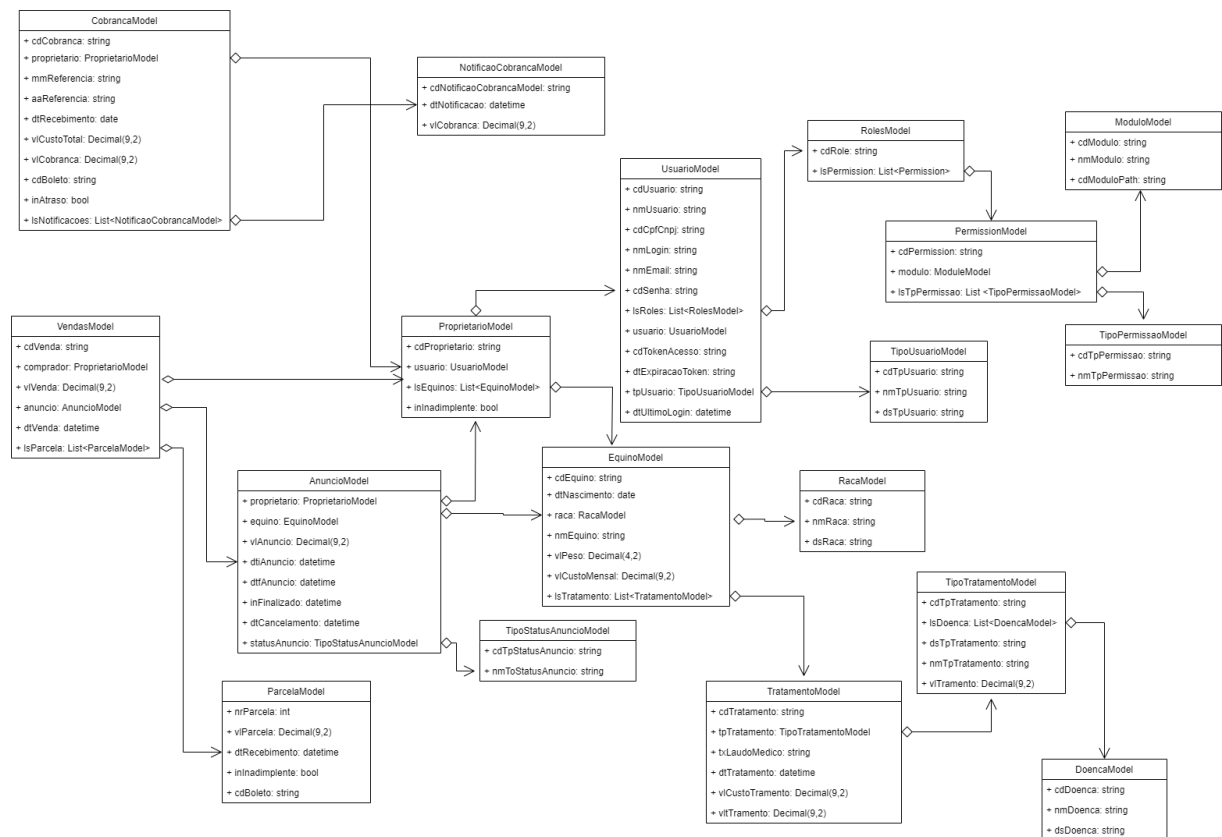 CobrancaModel
+ cdCobranca: string
+ proprietario: ProprietarioModel
+ mmReferencia: string
+ aaReferencia: string
+ dtRecebimento: date
+ vlCustoTotal: Decimal(9,2)
+ vlCobranca: Decimal(9,2)
+ cdBoleto: string
+ inAtraso: bool
+ lsNotificacoes: List<NotificaoCobrancaModel>
NotificaoCobrancaModel
+ cdNotificaoCobrancaModel: string
+ dtNotificacao: datetime
+ vlCobranca: Decimal(9,2)
UsuarioModel
+ cdUsuario: string
+ nmUsuario: string
+ cdCpfCnpj: string
+ nmLogin: string
+ nmEmail: string
+ cdSenha: string
+ lsRoles: List<RolesModel>
+ usuario: UsuarioModel
+ cdTokenAcesso: string
+ dtExpiracaoToken: string
+ tpUsuario: TipoUsuarioModel
+ dtUltimoLogin: datetime
RolesModel
+ cdRole: string
+ lsPermission: List<Permission>
ModuloModel
+ cdModulo: string
+ nmModulo: string
+ cdModuloPath: string
PermissionModel
+ cdPermission: string
+ modulo: ModuleModel
+ lsTpPermissao: List <TipoPermissaoModel>
TipoPermissaoModel
+ cdTpPermissao: string
+ nmTpPermissao: string
VendasModel
+ cdVenda: string
+ comprador: ProprietarioModel
+ vlVenda: Decimal(9,2)
+ anuncio: AnuncioModel
+ dtVenda: datetime
+ lsParcela: List<ParcelaModel>
ProprietarioModel
+ cdProprietario: string
+ usuario: UsuarioModel
+ lsEquinos: List<EquinoModel>
+ inInadimplente: bool
TipoUsuarioModel
+ cdTpUsuario: string
+ nmTpUsuario: string
+ dsTpUsuario: string
AnuncioModel
+ proprietario: ProprietarioModel
+ equino: EquinoModel
+ vlAnuncio: Decimal(9,2)
+ dtiAnuncio: datetime
+ dtfAnuncio: datetime
+ inFinalizado: datetime
+ dtCancelamento: datetime
+ statusAnuncio: TipoStatusAnuncioModel
EquinoModel
+ cdEquino: string
+ dtNascimento: date
+ raca: RacaModel
+ nmEquino: string
+ vlPeso: Decimal(4,2)
+ vlCustoMensal: Decimal(9,2)
+ lsTratamento: List<TratamentoModel>
RacaModel
+ cdRaca: string
+ nmRaca: string
+ dsRaca: string
TipoStatusAnuncioModel
+ cdTpStatusAnuncio: string
+ nmToStatusAnuncio: string
TipoTratamentoModel
+ cdTpTratamento: string
+ lsDoenca: List<DoencaModel>
+ dsTpTratamento: string
+ nmTpTratamento: string
+ vlTramento: Decimal(9,2)
ParcelaModel
+ nrParcela: int
+ vlParcela: Decimal(9,2)
+ dtRecebimento: datetime
+ inInadimplente: bool
+ cdBoleto: string
TratamentoModel
+ cdTratamento: string
+ tpTratamento: TipoTratamentoModel
+ txLaudoMedico: string
+ dtTratamento: datetime
+ vlCustoTramento: Decimal(9,2)
+ vltTramento: Decimal(9,2)
DoencaModel
+ cdDoenca: string
+ nmDoenca: string
+ dsDoenca: string